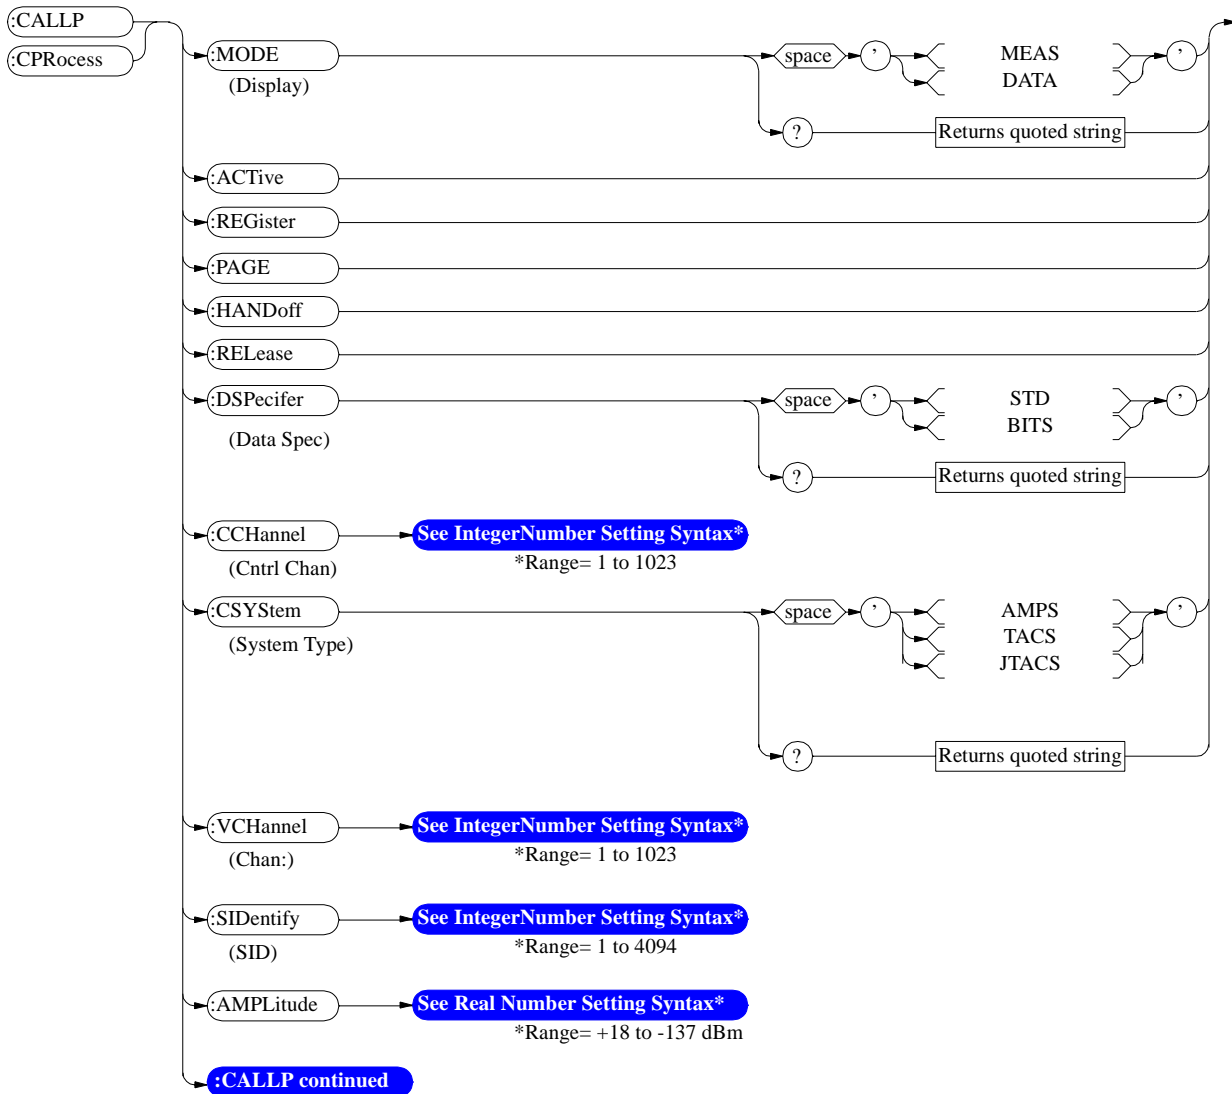 :CALLP
:CPRocess
:MODE space ' MEAS '
(Display) DATA
? Returns quoted string
:ACTive
:REGister
:PAGE
:HANDoff
:RELease
:DSPecifer space ' STD '
BITS
(Data Spec)
? Returns quoted string
:CCHannel See IntegerNumber Setting Syntax*
*Range= 1 to 1023
(Cntrl Chan)
:CSYStem space ' AMPS '
(System Type) TACS
JTACS
? Returns quoted string
:VCHannel See IntegerNumber Setting Syntax*
*Range= 1 to 1023
(Chan:)
:SIDentify See IntegerNumber Setting Syntax*
*Range= 1 to 4094
(SID)
:AMPLitude See Real Number Setting Syntax*
*Range= +18 to -137 dBm
:CALLP continued